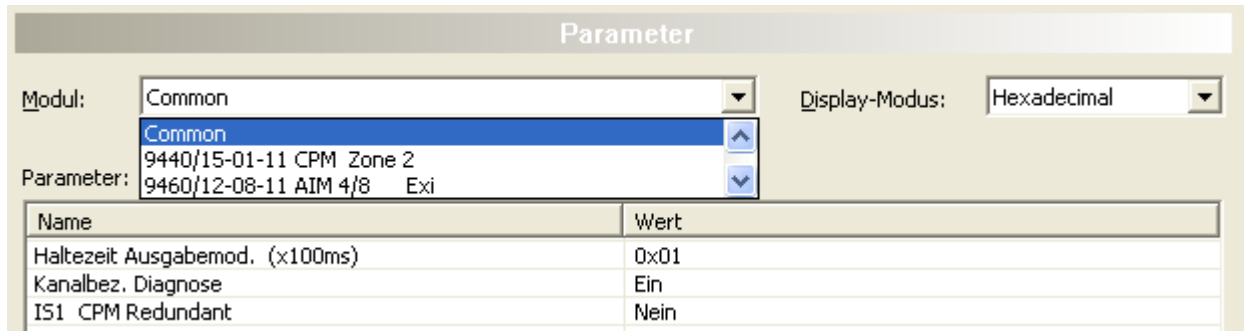 Parameter
Modul: Common Display-Modus: Hexadecimal
Common
9440/15-01-11 CPM Zone 2
Parameter: 9460/12-08-11 AIM 4/8 Exi
Name Wert
Haltezeit Ausgabemod. (x100ms) 0x01
Kanalbez. Diagnose Ein
IS1 CPM Redundant Nein